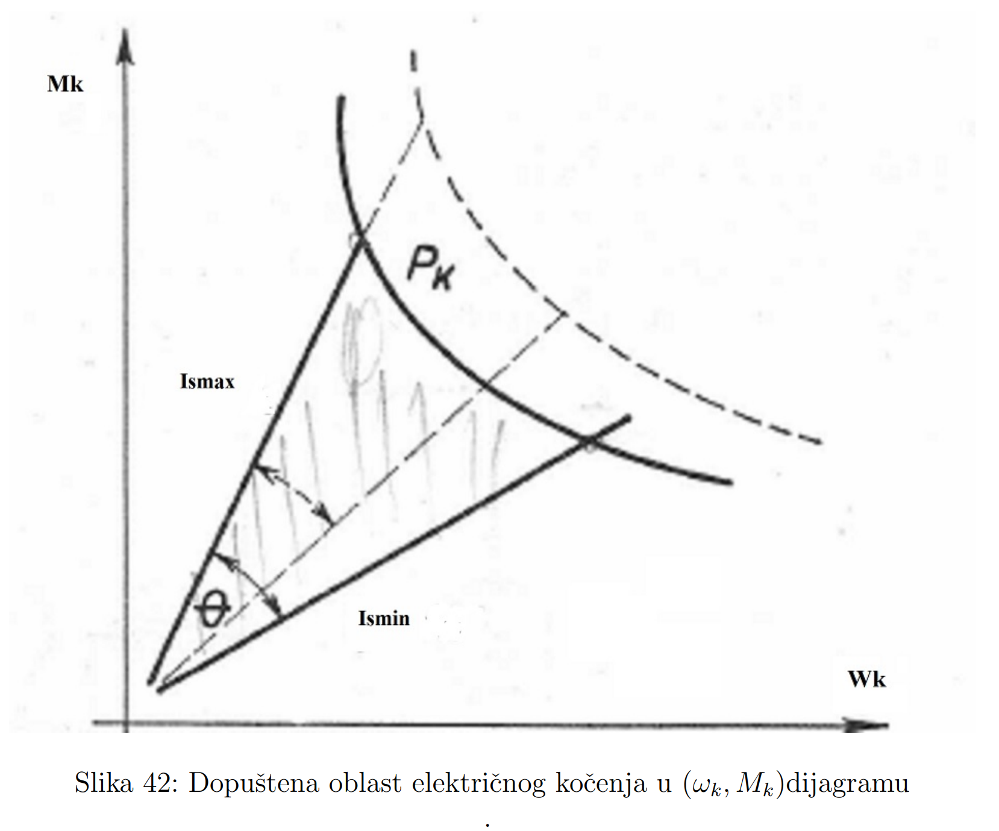 Mk
PK
Ismax
θ
Ismin
Wk
Slika 42: Dopuštena oblast električnog kočenja u (ωk, Mk)dijagramu
.